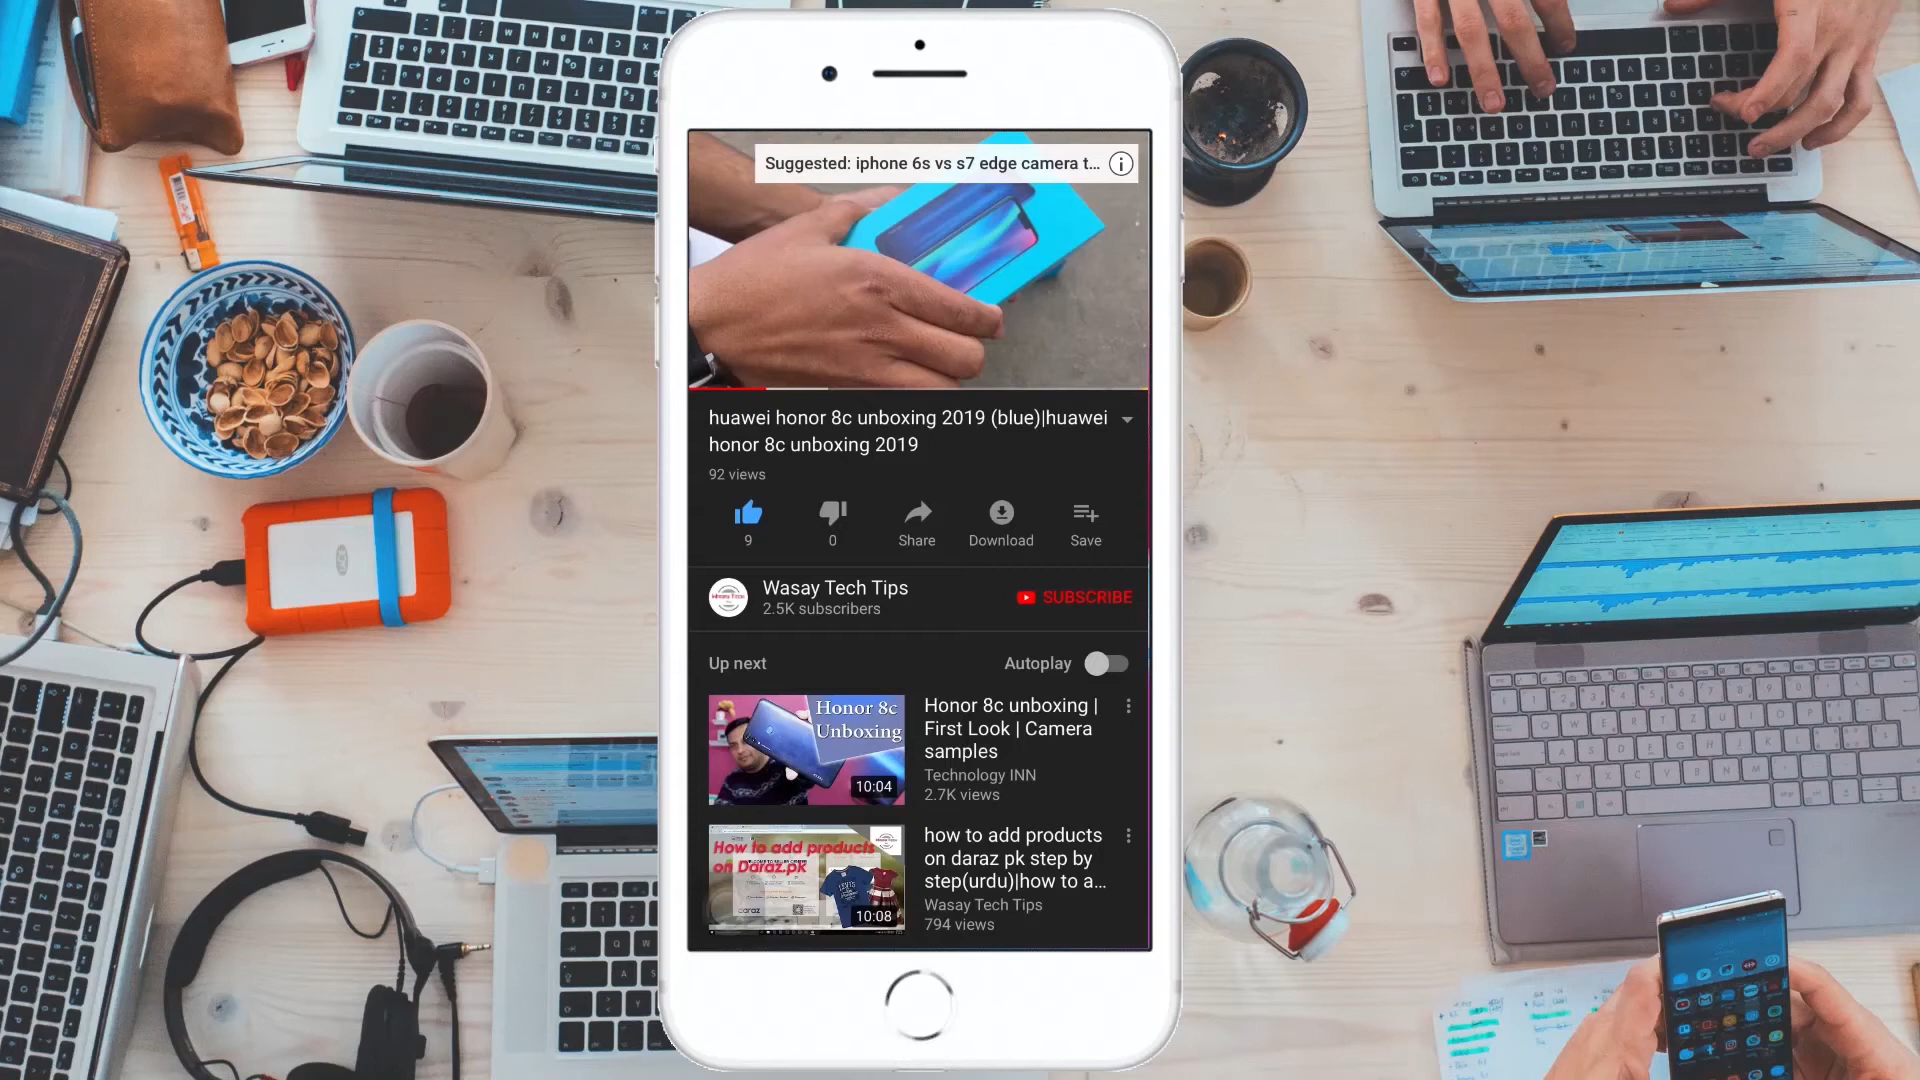 Suggested: iphone 6s vs s7 edge camera t...
huawei honor 8c unboxing 2019 (blue)|huawei
honor 8c unboxing 2019
92 views
9
0
Share
Download
Save
Wasay Tech Tips
2.5K subscribers
SUBSCRIBE
Up next
Autoplay
Honor 8c
Unboxing
10:04
Honor 8c unboxing |
First Look | Camera
samples
Technology INN
2.7K views
How to add products
on Daraz.pk
10:08
how to add products
on daraz pk step by
step(urdu)|how to a...
Wasay Tech Tips
794 views